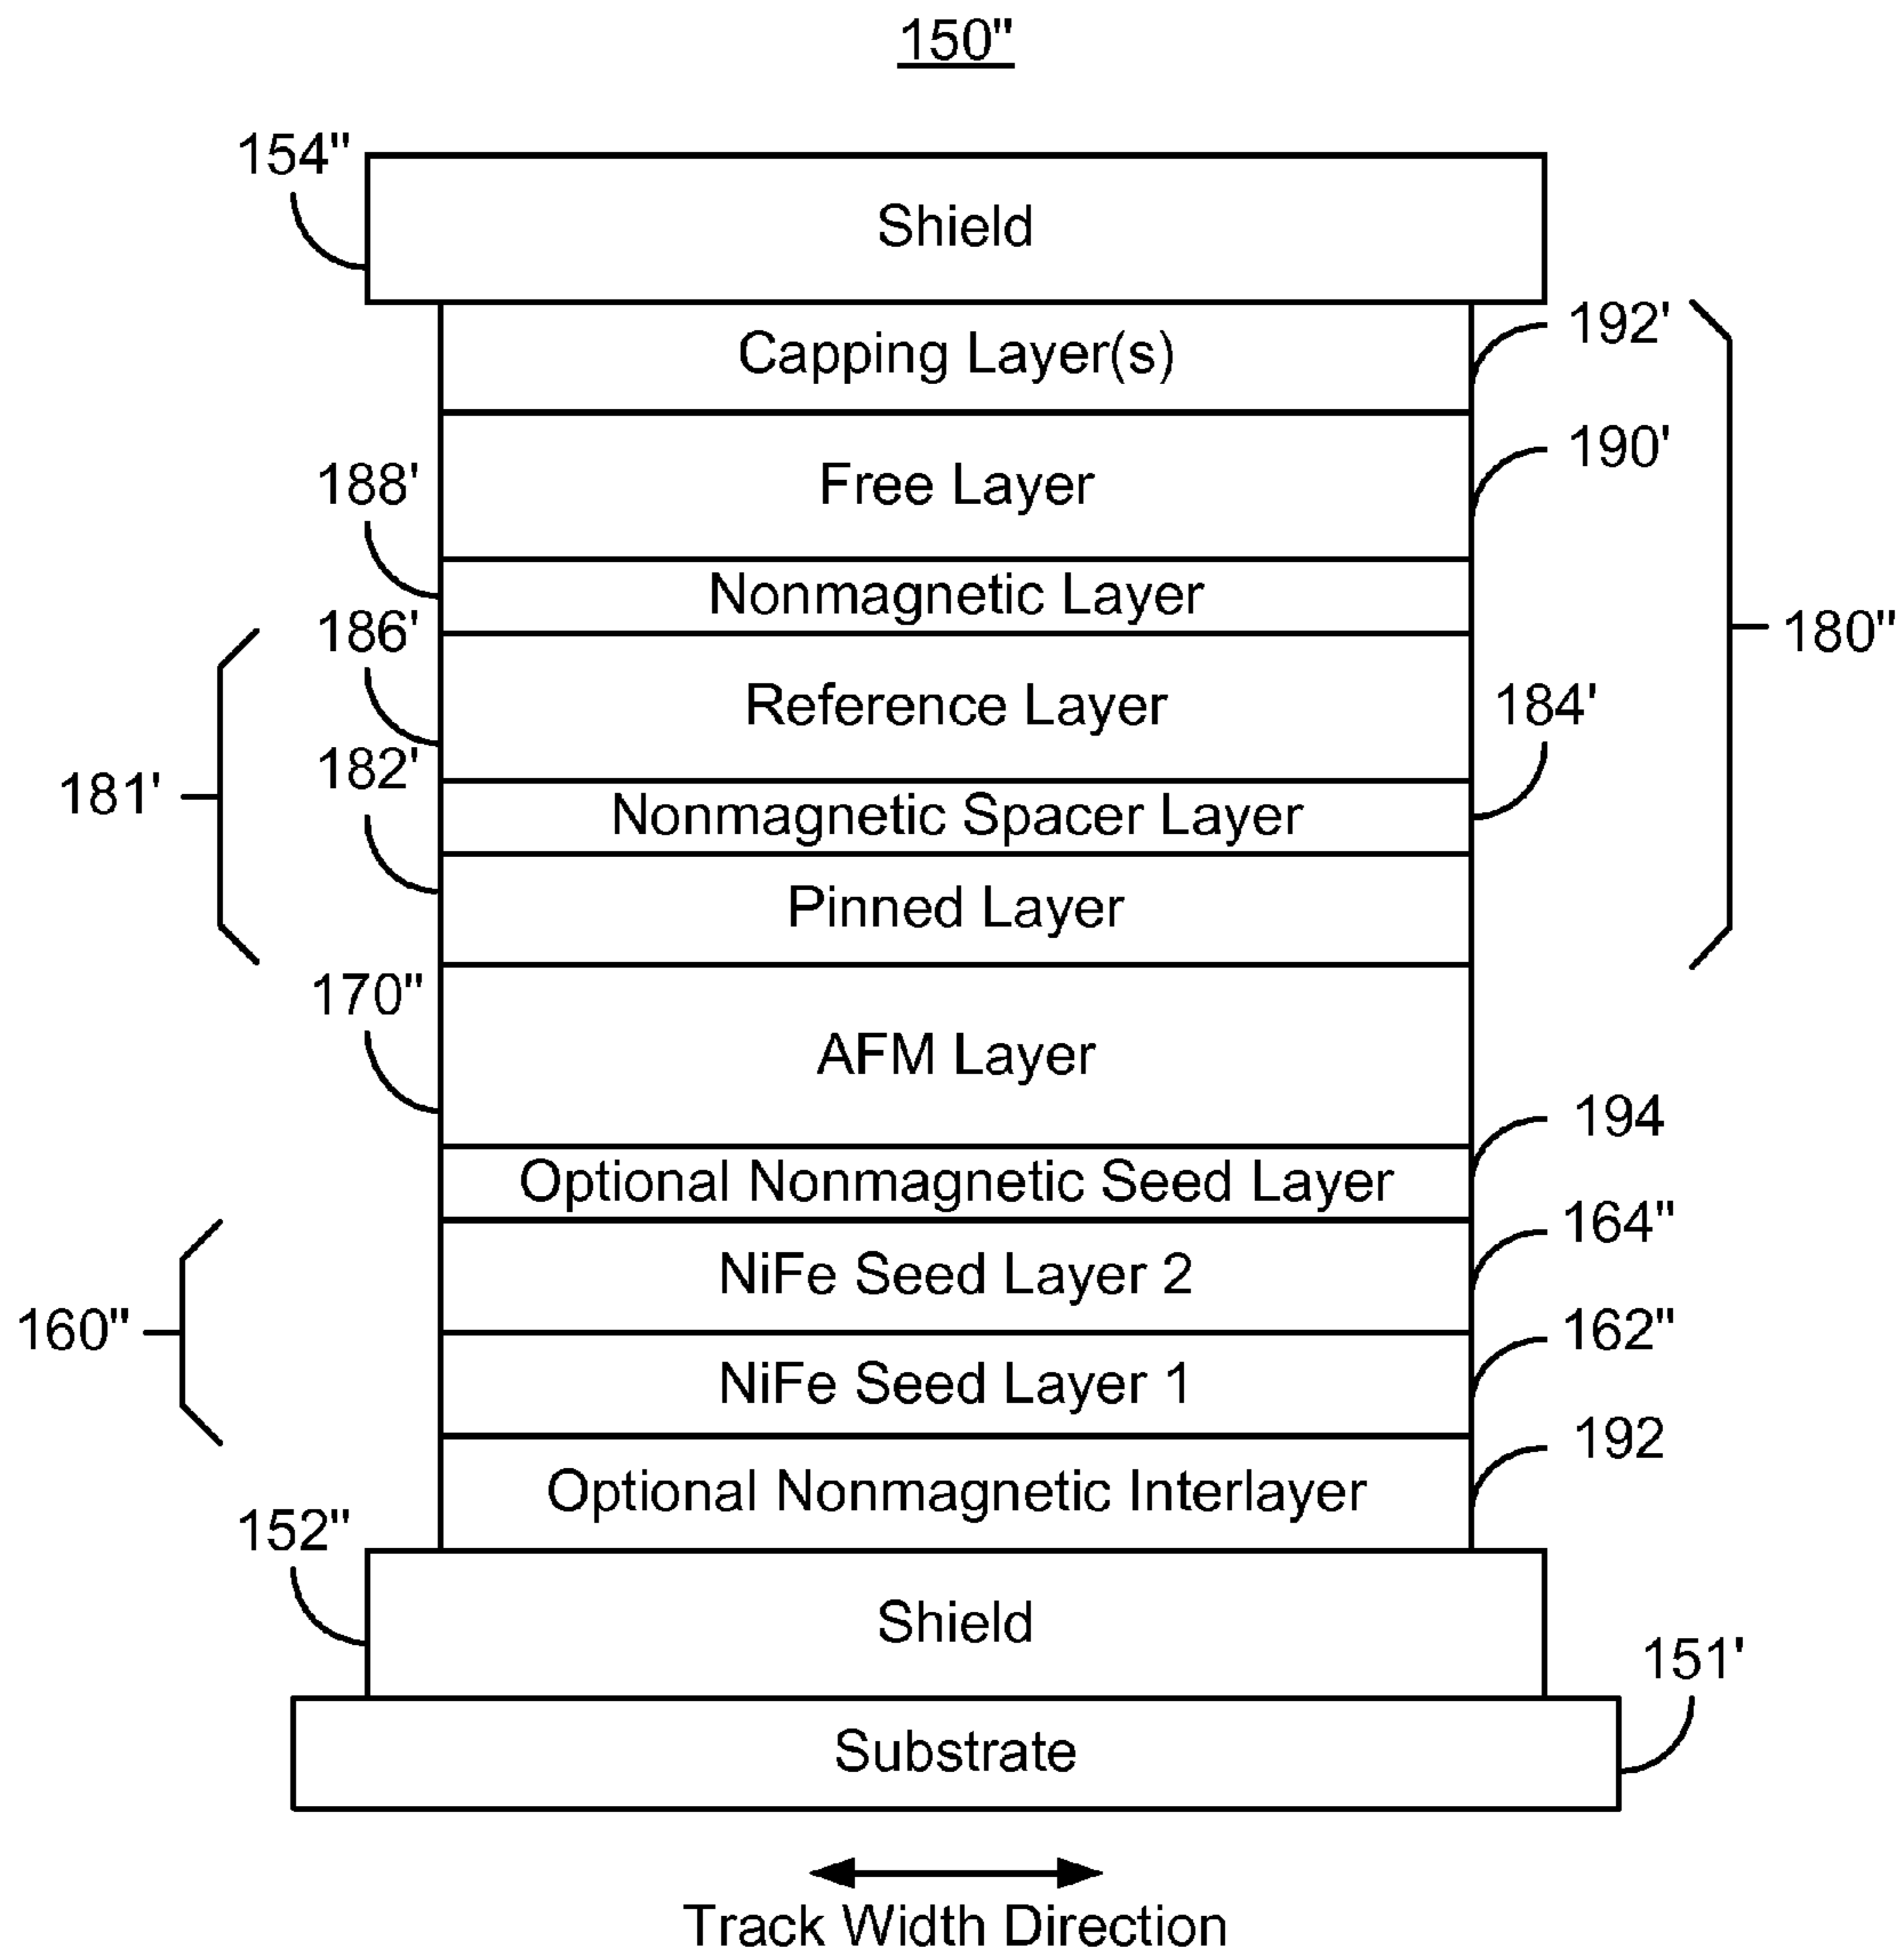 150"
154"
Shield
192'
Capping Layer(s)
190'
Free Layer
188'
Nonmagnetic Layer
186'
180"
Reference Layer
184'
182'
181'
Nonmagnetic Spacer Layer
Pinned Layer
170"
AFM Layer
194
Optional Nonmagnetic Seed Layer
164"
NiFe Seed Layer 2
160"
162"
NiFe Seed Layer 1
192
Optional Nonmagnetic Interlayer
152"
Shield
151'
Substrate
Track Width Direction